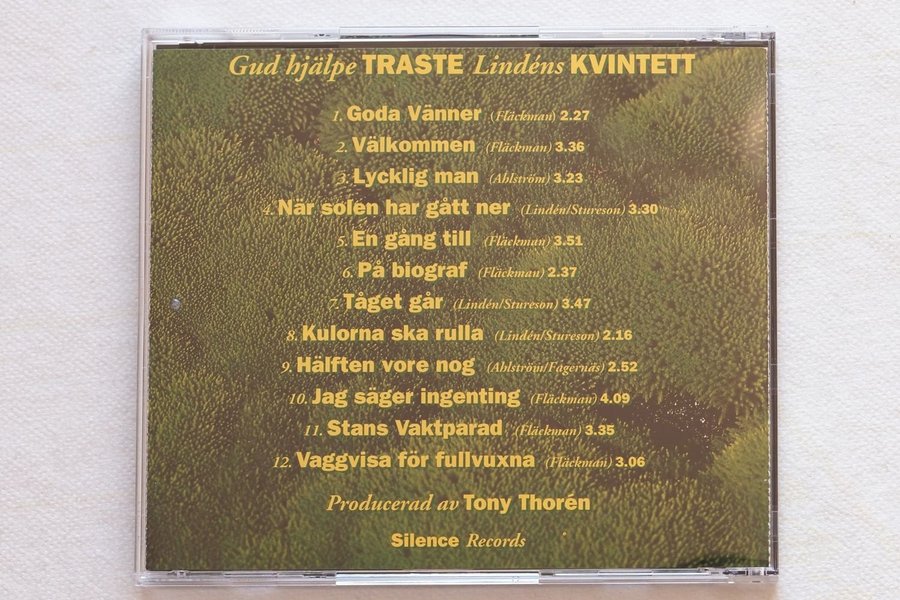 Gud hjälpe TRASTE Lindéns KVINTETT
1. Goda Vänner (Fläckman) 2.27
2. Välkommen (Fläckman) 3.36
3. Lycklig man (Ahlström) 3.23
4. När solen har gått ner (Lindén/Stureson) 3.30
5. En gång till (Fläckman) 3.51
6. På biograf (Fläckman) 2.37
7. Tåget går (Lindén/Stureson) 3.47
8. Kulorna ska rulla (Lindén/Stureson) 2.16
9. Hälften vore nog (Ahlström/Fagernäs) 2.52
10. Jag säger ingenting (Fläckman) 4.09
11. Stans Vaktparad (Fläckman) 3.35
12. Vaggvisa för fullvuxna (Fläckman) 3.06
Producerad av Tony Thorén
Silence Records